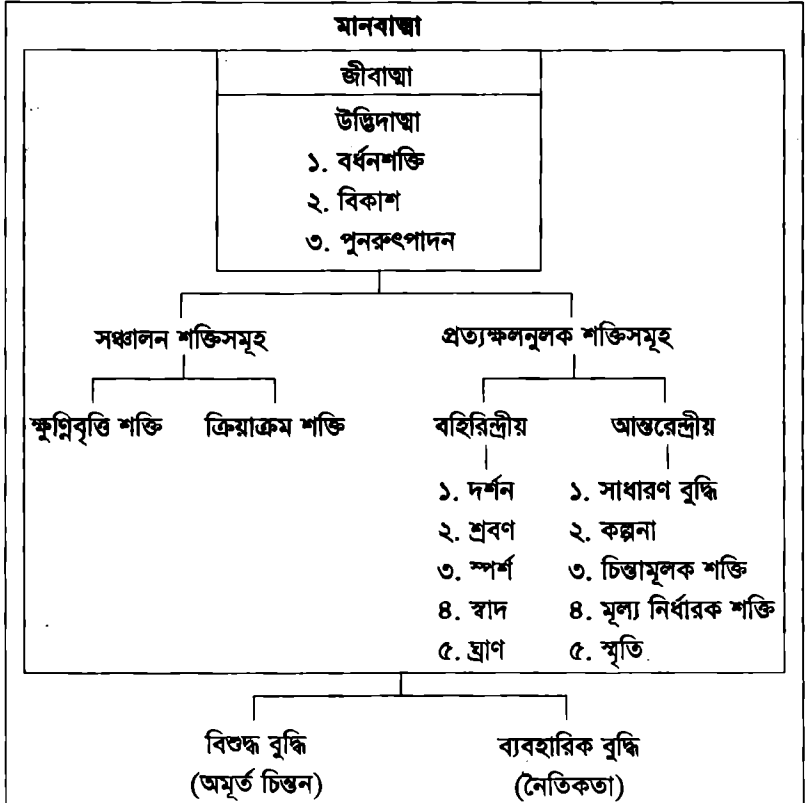 মানবাত্মা
জীবাত্মা
উদ্ভিদাত্মা
১. বর্ধনশক্তি
২. বিকাশ
৩. পুনরুৎপাদন
সঞ্চালন শক্তিসমূহ প্রত্যক্ষলনুলক শক্তিসমূহ
ক্ষুণ্নিবৃত্তি শক্তি ক্রিয়াক্রম শক্তি বহিরিন্দ্রীয় আন্তরেন্দ্রীয়
১. দর্শন ১. সাধারণ বুদ্ধি
২. শ্রবণ ২. কল্পনা
৩. স্পর্শ ৩. চিন্তামূলক শক্তি
৪. স্বাদ ৪. মূল্য নির্ধারক শক্তি
৫. ঘ্রাণ ৫. স্মৃতি
বিশুদ্ধ বুদ্ধি ব্যবহারিক বুদ্ধি
(অমূর্ত চিন্তন) (নৈতিকতা)